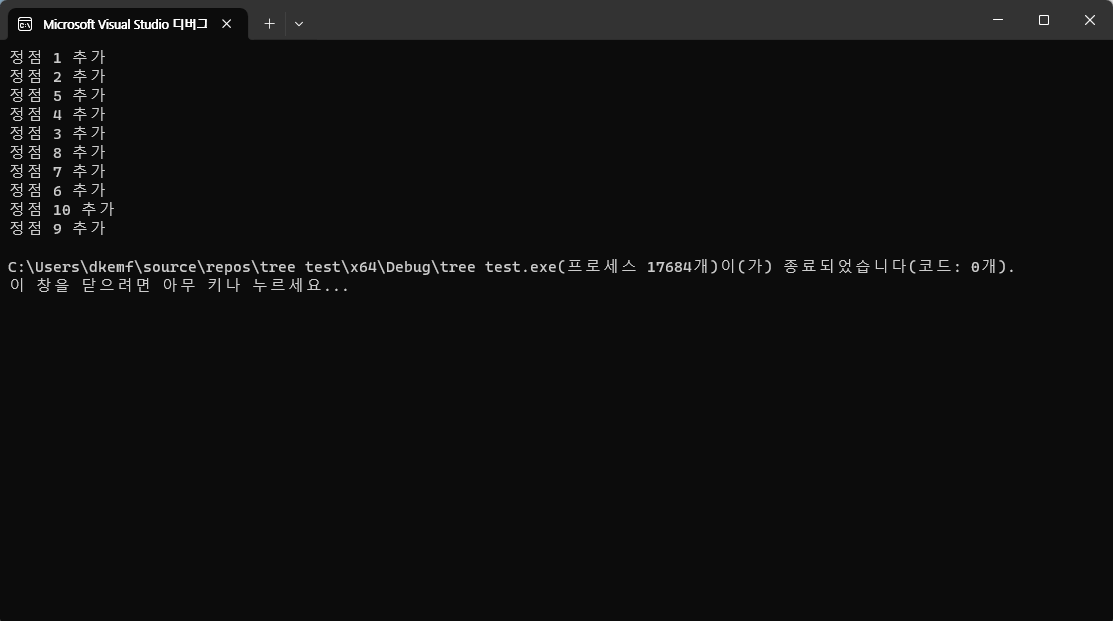 Microsoft Visual Studio 디버그
정점 1 추가
정점 2 추가
정점 5 추가
정점 4 추가
정점 3 추가
정점 8 추가
정점 7 추가
정점 6 추가
정점 10 추가
정점 9 추가
C:\Users\dkemf\source\repos\tree test\x64\Debug\tree test.exe(프로세스 17684개)이(가) 종료되었습니다(코드: 0개).
이 창을 닫으려면 아무 키나 누르세요...